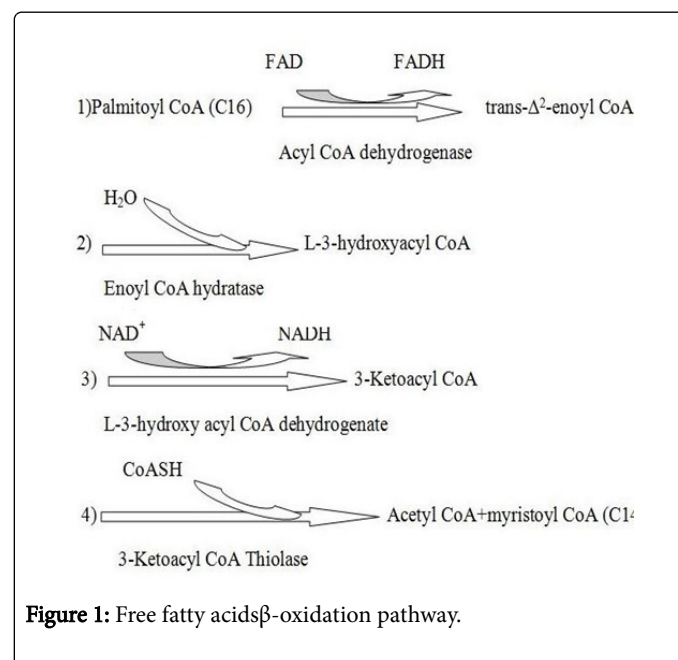 FAD FADH
1)Palmitoyl CoA (C16) trans-Δ²-enoyl CoA
Acyl CoA dehydrogenase
H₂O
2) L-3-hydroxyacyl CoA
Enoyl CoA hydratase
NAD⁺ NADH
3) 3-Ketoacyl CoA
L-3-hydroxy acyl CoA dehydrogenate
CoASH
4) Acetyl CoA+myristoyl CoA (C14
3-Ketoacyl CoA Thiolase
Figure 1: Free fatty acidsβ-oxidation pathway.